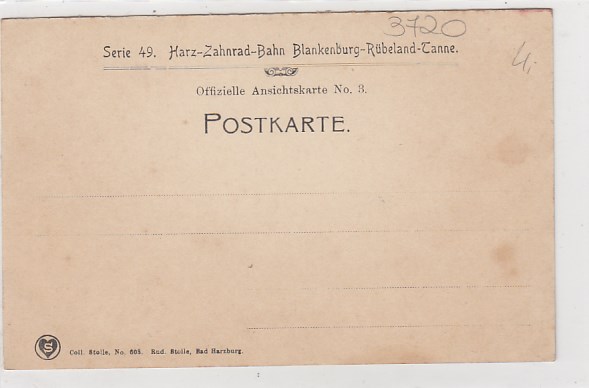 3720
Serie 49. Harz-Zahnrad-Bahn Blankenburg-Rübeland-Tanne.
4.
Offizielle Ansichtskarte No. 3.
POSTKARTE.
S
Coll. Stolle, No. 605. Rud. Stolle, Bad Harzburg.